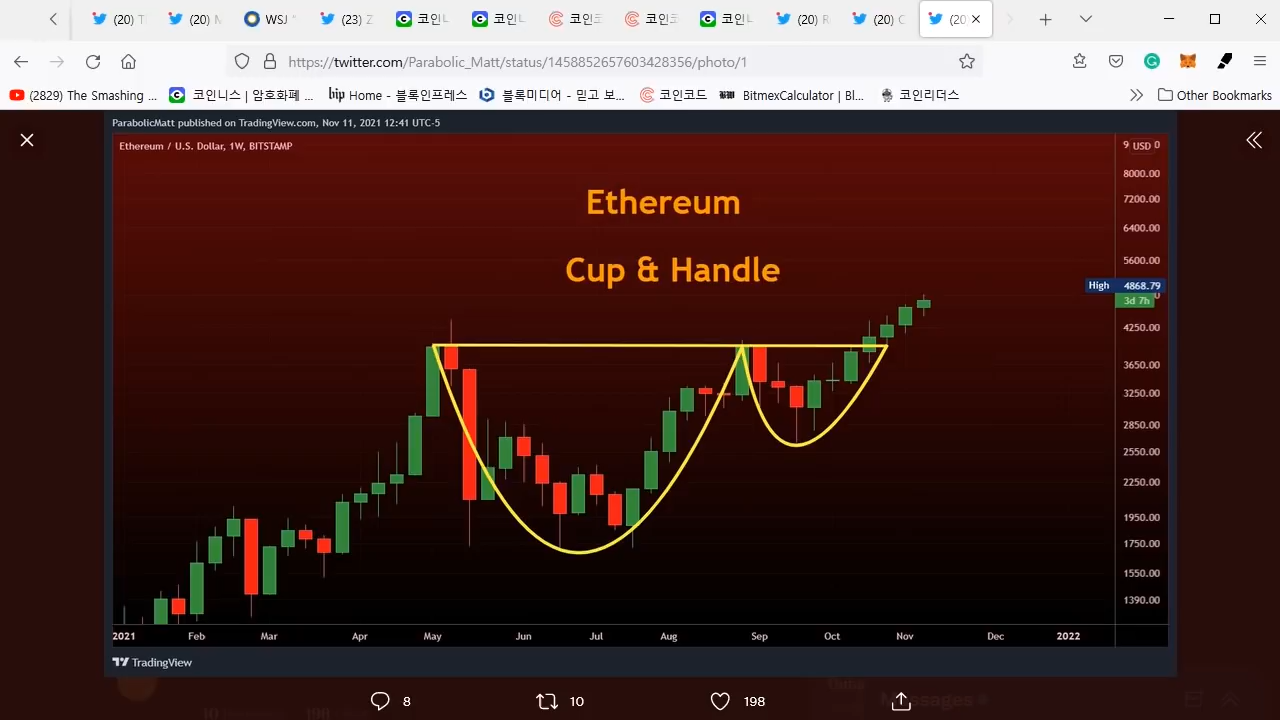 (20) T
(20) M
WSJ "
(23) Z
코인니
코인니
코인코
코인코
코인니
(20) R
(20) C
(20)
https://twitter.com/Parabolic_Matt/status/1458852657603428356/photo/1
(2829) The Smashing ...
코인니스 | 암호화폐 ...
bip Home - 블록인프레스
블록미디어 - 믿고 보...
코인코드
BitmexCalculator | Bl...
코인리더스
Other Bookmarks
ParabolicMatt published on TradingView.com, Nov 11, 2021 12:41 UTC-5
Ethereum / U.S. Dollar, 1W, BITSTAMP
USD
Ethereum
Cup & Handle
8000.00
7200.00
6400.00
5600.00
High 4868.79
3d 7h
4250.00
3650.00
3250.00
2850.00
2550.00
2250.00
1950.00
1750.00
1550.00
1390.00
2021 Feb Mar Apr May Jun Jul Aug Sep Oct Nov Dec 2022
TradingView
8 10 198
Messages